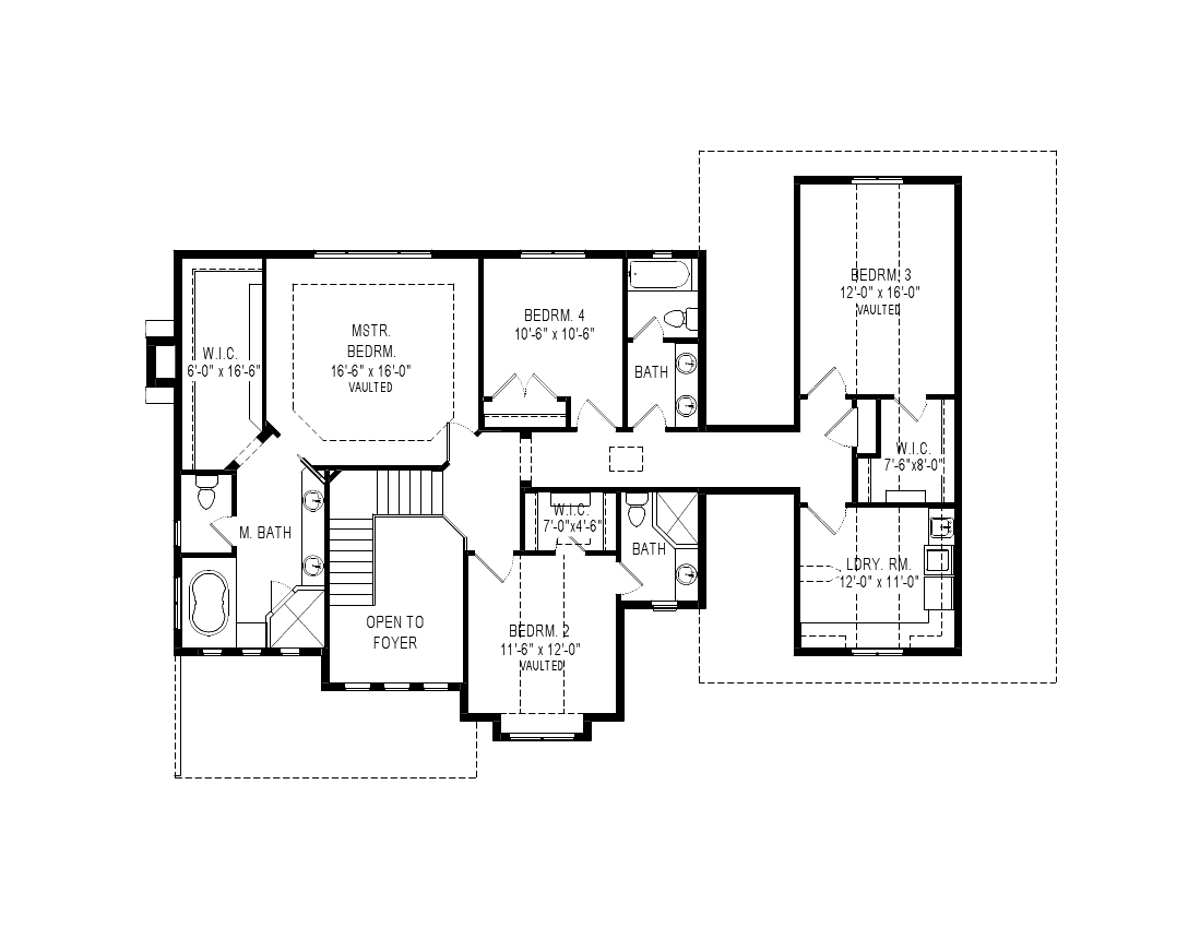 BEDRM. 3
12'-0" x 16'-0"
VAULTED
BEDRM. 4
10'-6" x 10'-6"
MSTR.
BEDRM.
16'-6" x 16'-0"
VAULTED
W.I.C.
6'-0" x 16'-6"
BATH
W.I.C.
7'-6"x8'-0"
W.I.C.
7'-0"x4'-6"
M. BATH
BATH
LDRY. RM.
12'-0" x 11'-0"
OPEN TO
FOYER
BEDRM. 2
11'-6" x 12'-0"
VAULTED